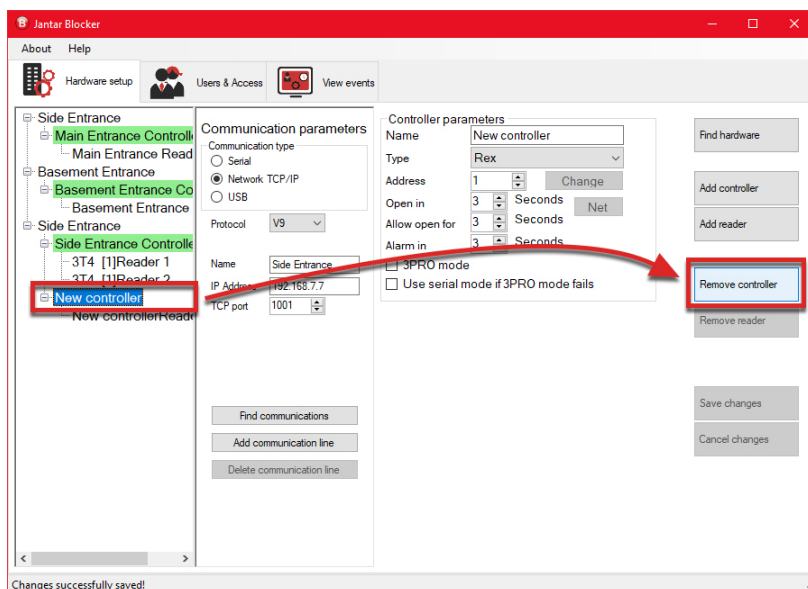 Jantar Blocker
About Help
Hardware setup
Users & Access
View events
Side Entrance
Main Entrance Controlle
Main Entrance Read
Basement Entrance
Basement Entrance Co
Basement Entrance
Side Entrance
Side Entrance Controlle
3T4 [1]Reader 1
3T4 [1]Reader 2
New controller
New controllerReade
Communication parameters
Communication type
Serial
Network TCP/IP
USB
Protocol V9
Name Side Entrance
IP Address 192.168.7.7
TCP port 1001
Find communications
Add communication line
Delete communication line
Controller parameters
Name New controller
Type Rex
Address 1 Change
Open in 3 Seconds Net
Allow open for 3 Seconds
Alarm in 3 Seconds
3PRO mode
Use serial mode if 3PRO mode fails
Find hardware
Add controller
Add reader
Remove controller
Remove reader
Save changes
Cancel changes
Changes successfully saved!